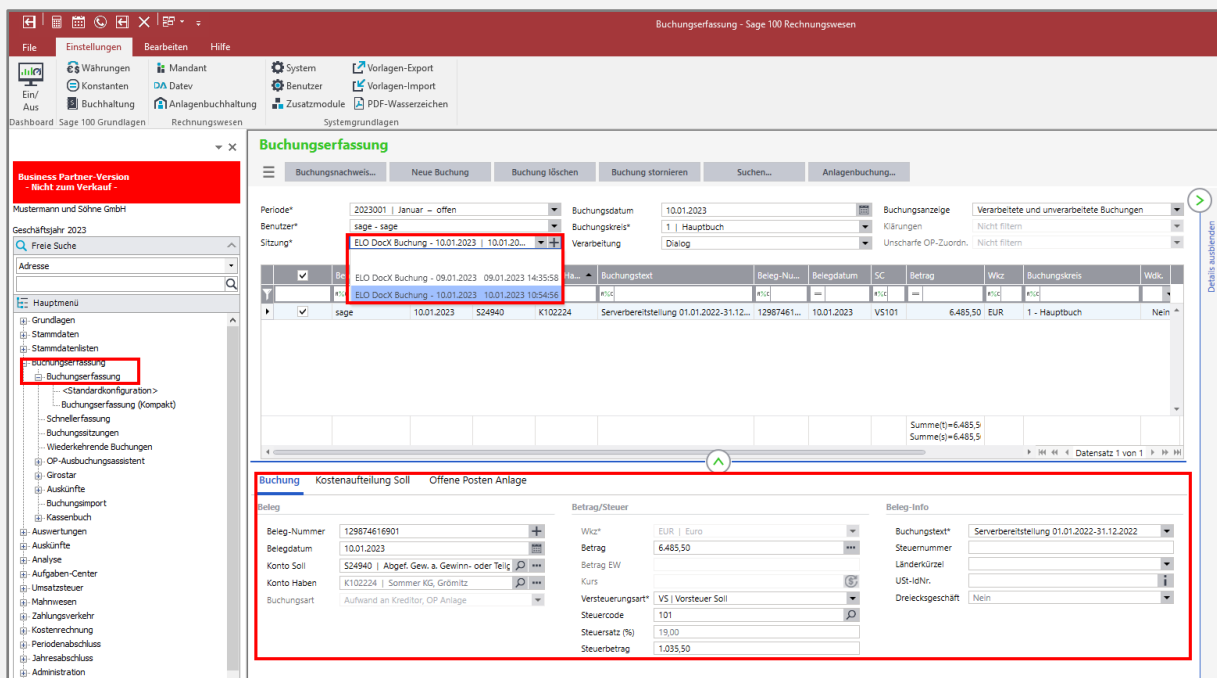 Buchungserfassung - Sage 100 Rechnungswesen
File Einstellungen Bearbeiten Hilfe
Ein/
Aus
Währungen
Konstanten
Buchhaltung
Mandant
DA Datev
Anlagenbuchhaltung
System
Benutzer
Zusatzmodule
Vorlagen-Export
Vorlagen-Import
PDF-Wasserzeichen
Dashboard Sage 100 Grundlagen Rechnungswesen Systemgrundlagen
Business Partner-Version
- Nicht zum Verkauf -
Mustermann und Söhne GmbH
Geschäftsjahr 2023
Freie Suche
Adresse
Hauptmenü
Grundlagen
Stammdaten
Stammdatenlisten
Buchungserfassung
Buchungserfassung
<Standardkonfiguration>
Buchungserfassung (Kompakt)
Schnellerfassung
Buchungssitzungen
Wiederkehrende Buchungen
OP-Ausbuchungsassistent
Girostar
Auskünfte
Buchungsimport
Kassenbuch
Auswertungen
Auskünfte
Analyse
Aufgaben-Center
Umsatzsteuer
Mahnwesen
Zahlungsverkehr
Kostenrechnung
Periodenabschluss
Jahresabschluss
Administration
Buchungserfassung
Buchungsnachweis... Neue Buchung Buchung löschen Buchung stornieren Suchen... Anlagenbuchung...
Periode* 2023001 | Januar – offen Buchungsdatum 10.01.2023 Buchungsanzeige Verarbeitete und unverarbeitete Buchungen
Benutzer* sage - sage Buchungskreis* 1 | Hauptbuch Klärungen Nicht filtern
Sitzung* ELO DocX Buchung - 10.01.2023 | 10.01.20... Verarbeitung Dialog Unscharfe OP-Zuordn. Nicht filtern
ELO DocX Buchung - 09.01.2023 09.01.2023 14:35:58
ELO DocX Buchung - 10.01.2023 10.01.2023 10:54:56
Be Ha... Buchungstext Beleg-Nu... Belegdatum SC Betrag Wkz Buchungskreis Wdk.
sage 10.01.2023 S24940 K102224 Serverbereitstellung 01.01.2022-31.12... 12987461... 10.01.2023 VS101 6.485,50 EUR 1 - Hauptbuch Nein
Summe(t)=6.485,5
Summe(s)=6.485,5
Datensatz 1 von 1
Details ausblenden
Buchung Kostenaufteilung Soll Offene Posten Anlage
Beleg
Beleg-Nummer 129874616901
Belegdatum 10.01.2023
Konto Soll S24940 | Abgef. Gew. a. Gewinn- oder Teilg
Konto Haben K102224 | Sommer KG, Grömitz
Buchungsart Aufwand an Kreditor, OP Anlage
Betrag/Steuer
Wkz* EUR | Euro
Betrag 6.485,50
Betrag EW
Kurs
Versteuerungsart* VS | Vorsteuer Soll
Steuercode 101
Steuersatz (%) 19,00
Steuerbetrag 1.035,50
Beleg-Info
Buchungstext* Serverbereitstellung 01.01.2022-31.12.2022
Steuernummer
Länderkürzel
USt-IdNr.
Dreiecksgeschäft Nein